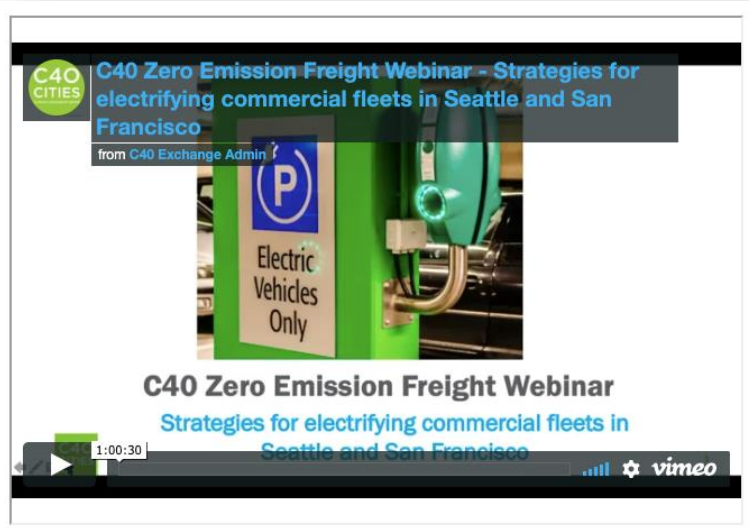 C40
CITIES
C40 Zero Emission Freight Webinar - Strategies for
electrifying commercial fleets in Seattle and San
Francisco
from C40 Exchange Admin
P
Electric
Vehicles
Only
C40 Zero Emission Freight Webinar
Strategies for electrifying commercial fleets in
Seattle and San Francisco
C40
1:00:30
vimeo